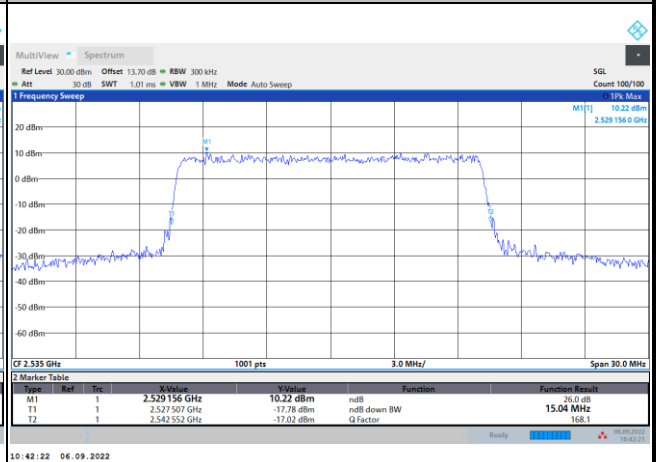 MultiView Spectrum
Ref Level 30.00 dBm Offset 13.70 dB RBW 300 kHz SGL
Att 30 dB SWT 1.01 ms VBW 1 MHz Mode Auto Sweep Count 100/100
1 Frequency Sweep 1Pk Max
M1[1] 10.22 dBm
2.529 156 0 GHz
20 dBm
M1
10 dBm
0 dBm
-10 dBm
T1 T2
-20 dBm
-30 dBm
-40 dBm
-50 dBm
-60 dBm
CF 2.535 GHz 1001 pts 3.0 MHz/ Span 30.0 MHz
2 Marker Table
Type Ref Trc X-Value Y-Value Function Function Result
M1 1 2.529 156 GHz 10.22 dBm ndB 26.0 dB
T1 1 2.527 507 GHz -17.78 dBm ndB down BW 15.04 MHz
T2 1 2.542 552 GHz -17.02 dBm Q Factor 168.1
Ready 06.09.2022
10:42:21
10:42:22 06.09.2022